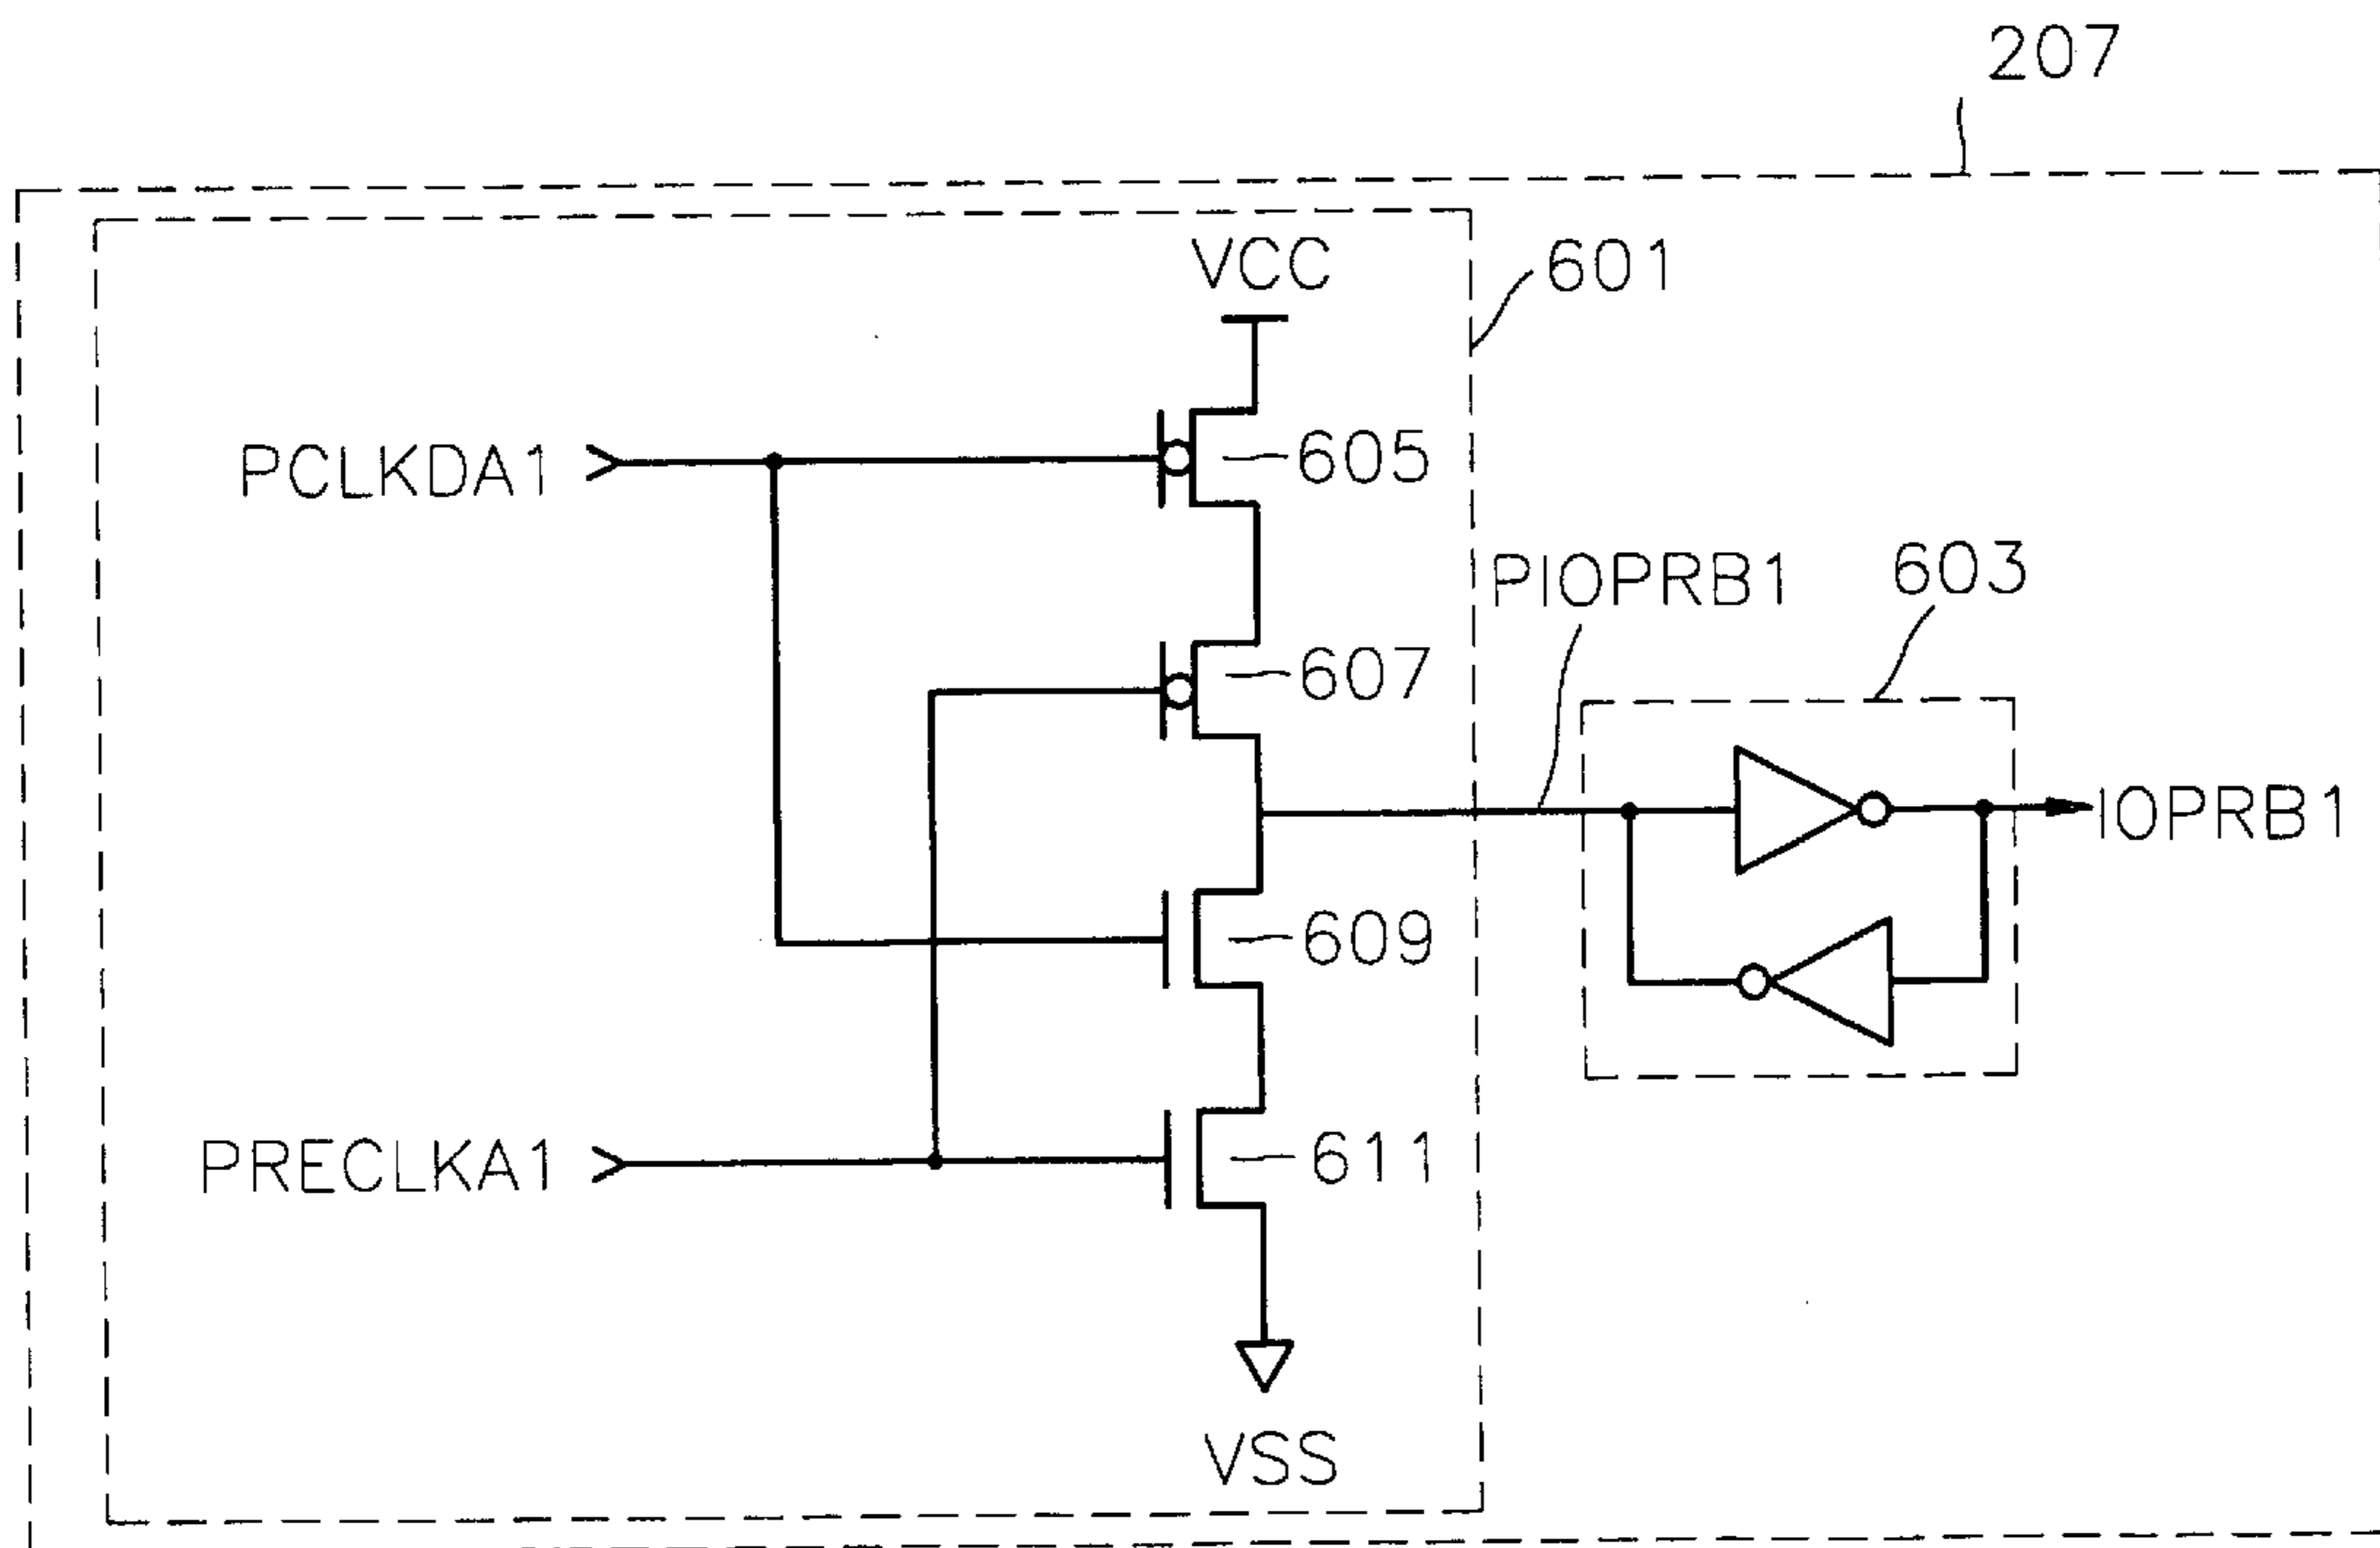 207
VCC
601
PCLKDA1
605
PIOPRB1
603
607
IOPRB1
609
PRECLKA1
611
VSS